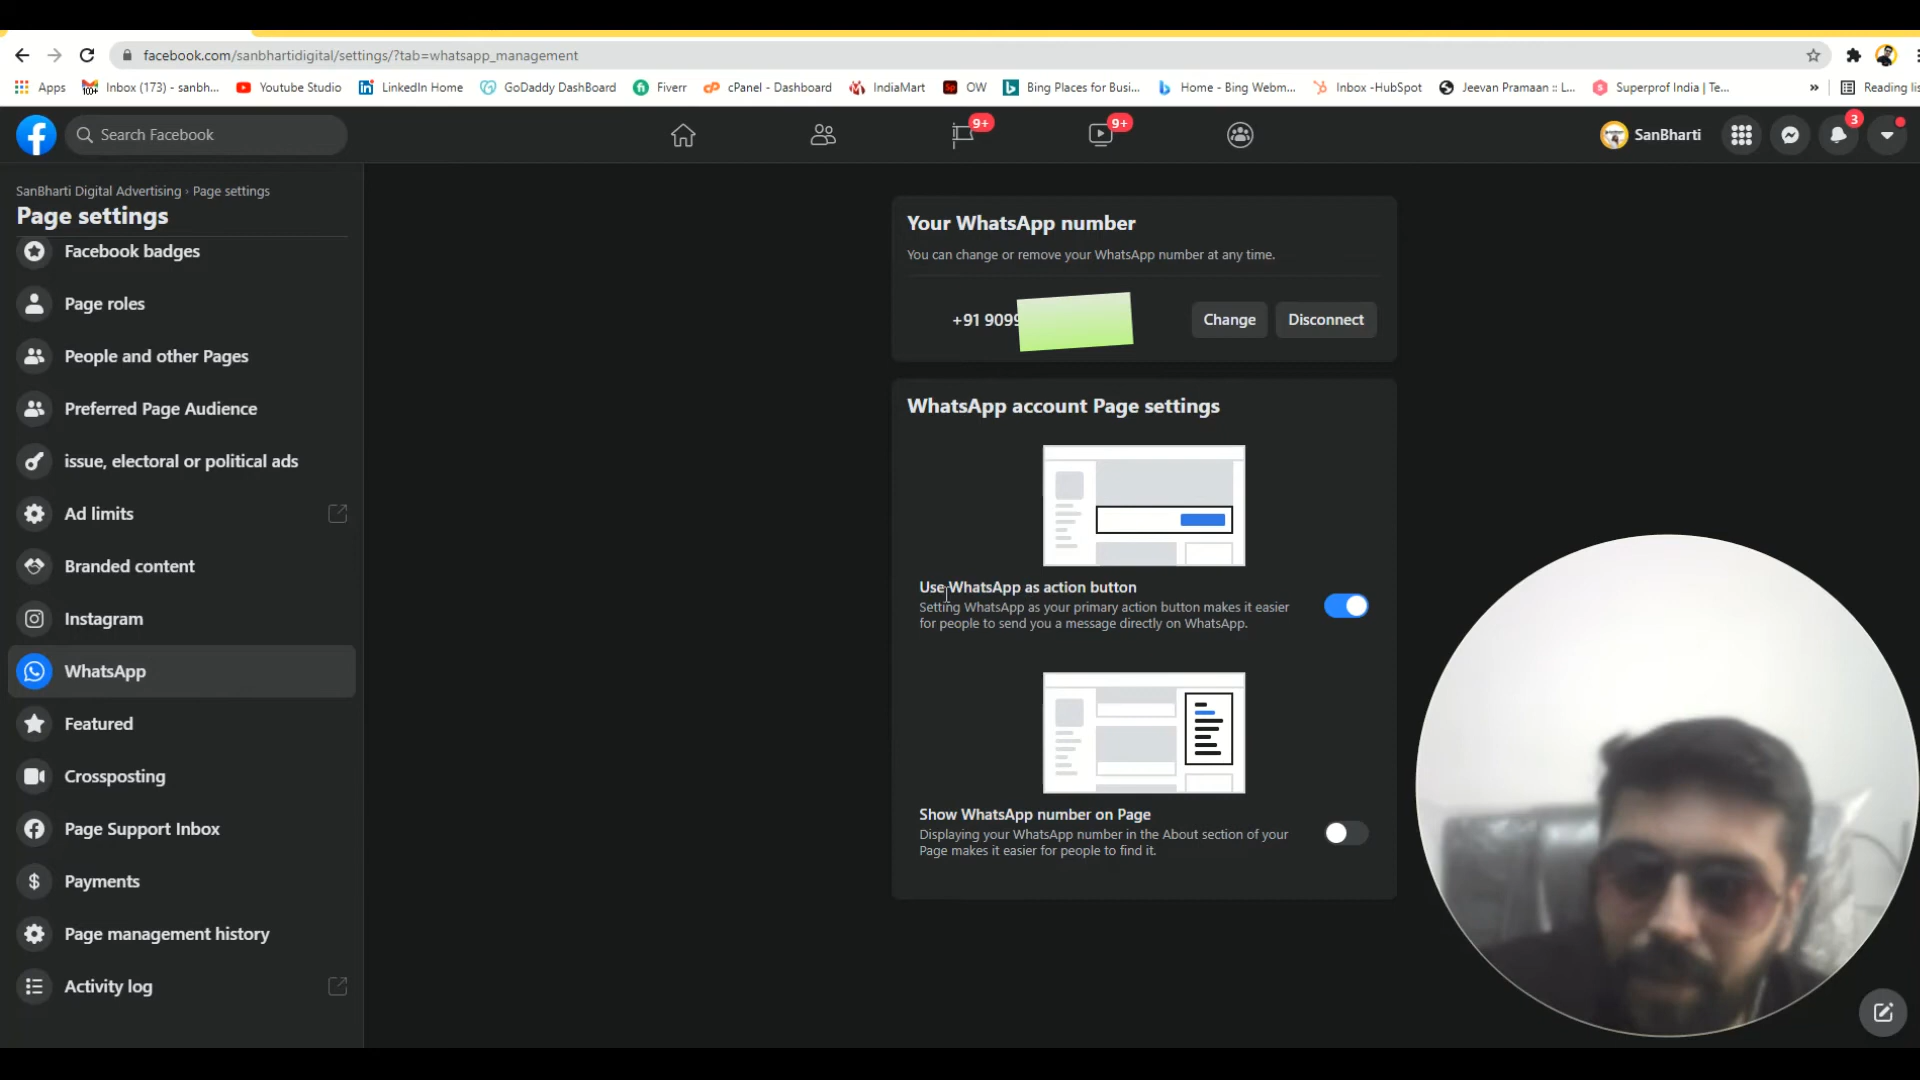 facebook.com/sanbhartidigital/settings/?tab=whatsapp_management
Apps
100+
Inbox (173) - sanbh...
Youtube Studio
LinkedIn Home
GoDaddy DashBoard
Fiverr
cPanel - Dashboard
IndiaMart
OW
Bing Places for Busi...
Home - Bing Webm...
Inbox -HubSpot
Jeevan Pramaan :: L...
Superprof India | Te...
»
Reading lis
Search Facebook
9+
9+
SanBharti
3
SanBharti Digital Advertising › Page settings
Page settings
Facebook badges
Page roles
People and other Pages
Preferred Page Audience
issue, electoral or political ads
Ad limits
Branded content
Instagram
WhatsApp
Featured
Crossposting
Page Support Inbox
Payments
Page management history
Activity log
Your WhatsApp number
You can change or remove your WhatsApp number at any time.
+91 9099
Change
Disconnect
WhatsApp account Page settings
Use WhatsApp as action button
Setting WhatsApp as your primary action button makes it easier
for people to send you a message directly on WhatsApp.
Show WhatsApp number on Page
Displaying your WhatsApp number in the About section of your
Page makes it easier for people to find it.